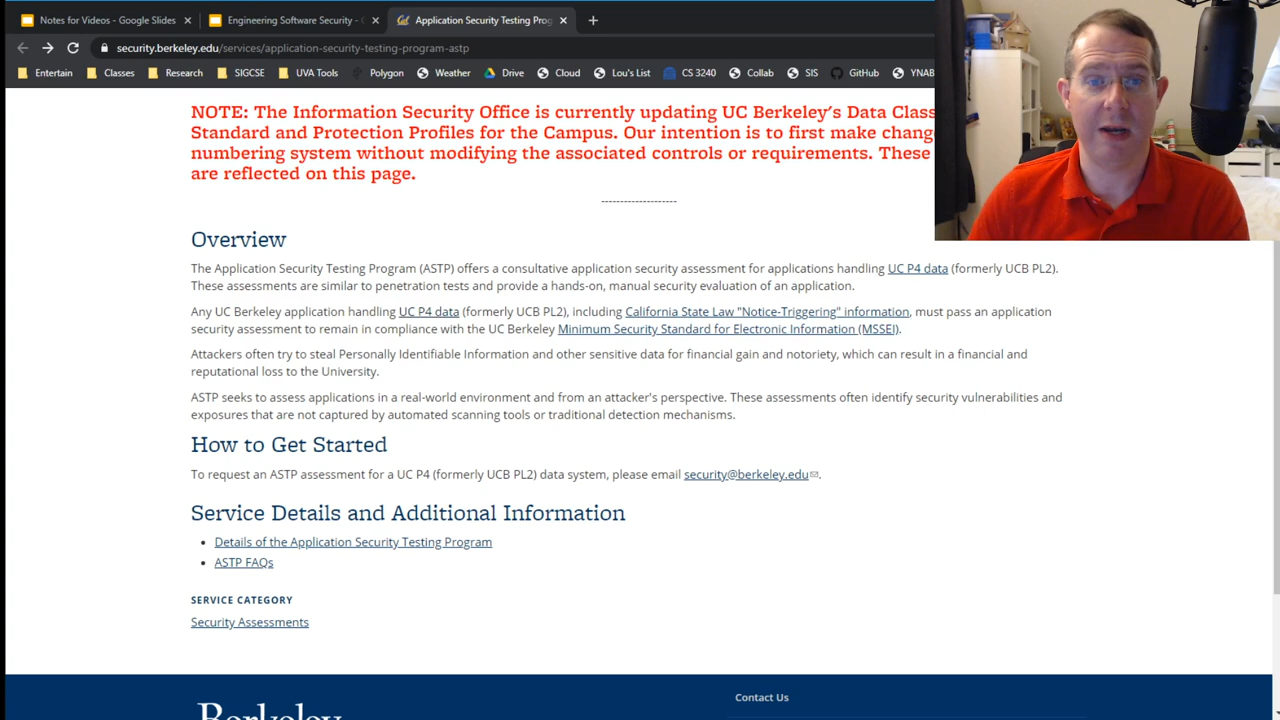 Notes for Videos - Google Slides
Engineering Software Security - G
Application Security Testing Prog
security.berkeley.edu/services/application-security-testing-program-astp
Entertain Classes Research SIGCSE UVA Tools Polygon Weather Drive Cloud Lou's List CS 3240 Collab SIS GitHub YNAB
NOTE: The Information Security Office is currently updating UC Berkeley's Data Class
Standard and Protection Profiles for the Campus. Our intention is to first make change
numbering system without modifying the associated controls or requirements. These
are reflected on this page.
--------------------
Overview
The Application Security Testing Program (ASTP) offers a consultative application security assessment for applications handling UC P4 data (formerly UCB PL2).
These assessments are similar to penetration tests and provide a hands-on, manual security evaluation of an application.
Any UC Berkeley application handling UC P4 data (formerly UCB PL2), including California State Law "Notice-Triggering" information, must pass an application
security assessment to remain in compliance with the UC Berkeley Minimum Security Standard for Electronic Information (MSSEI).
Attackers often try to steal Personally Identifiable Information and other sensitive data for financial gain and notoriety, which can result in a financial and
reputational loss to the University.
ASTP seeks to assess applications in a real-world environment and from an attacker's perspective. These assessments often identify security vulnerabilities and
exposures that are not captured by automated scanning tools or traditional detection mechanisms.
How to Get Started
To request an ASTP assessment for a UC P4 (formerly UCB PL2) data system, please email security@berkeley.edu.
Service Details and Additional Information
• Details of the Application Security Testing Program
• ASTP FAQs
SERVICE CATEGORY
Security Assessments
Berkeley
Contact Us